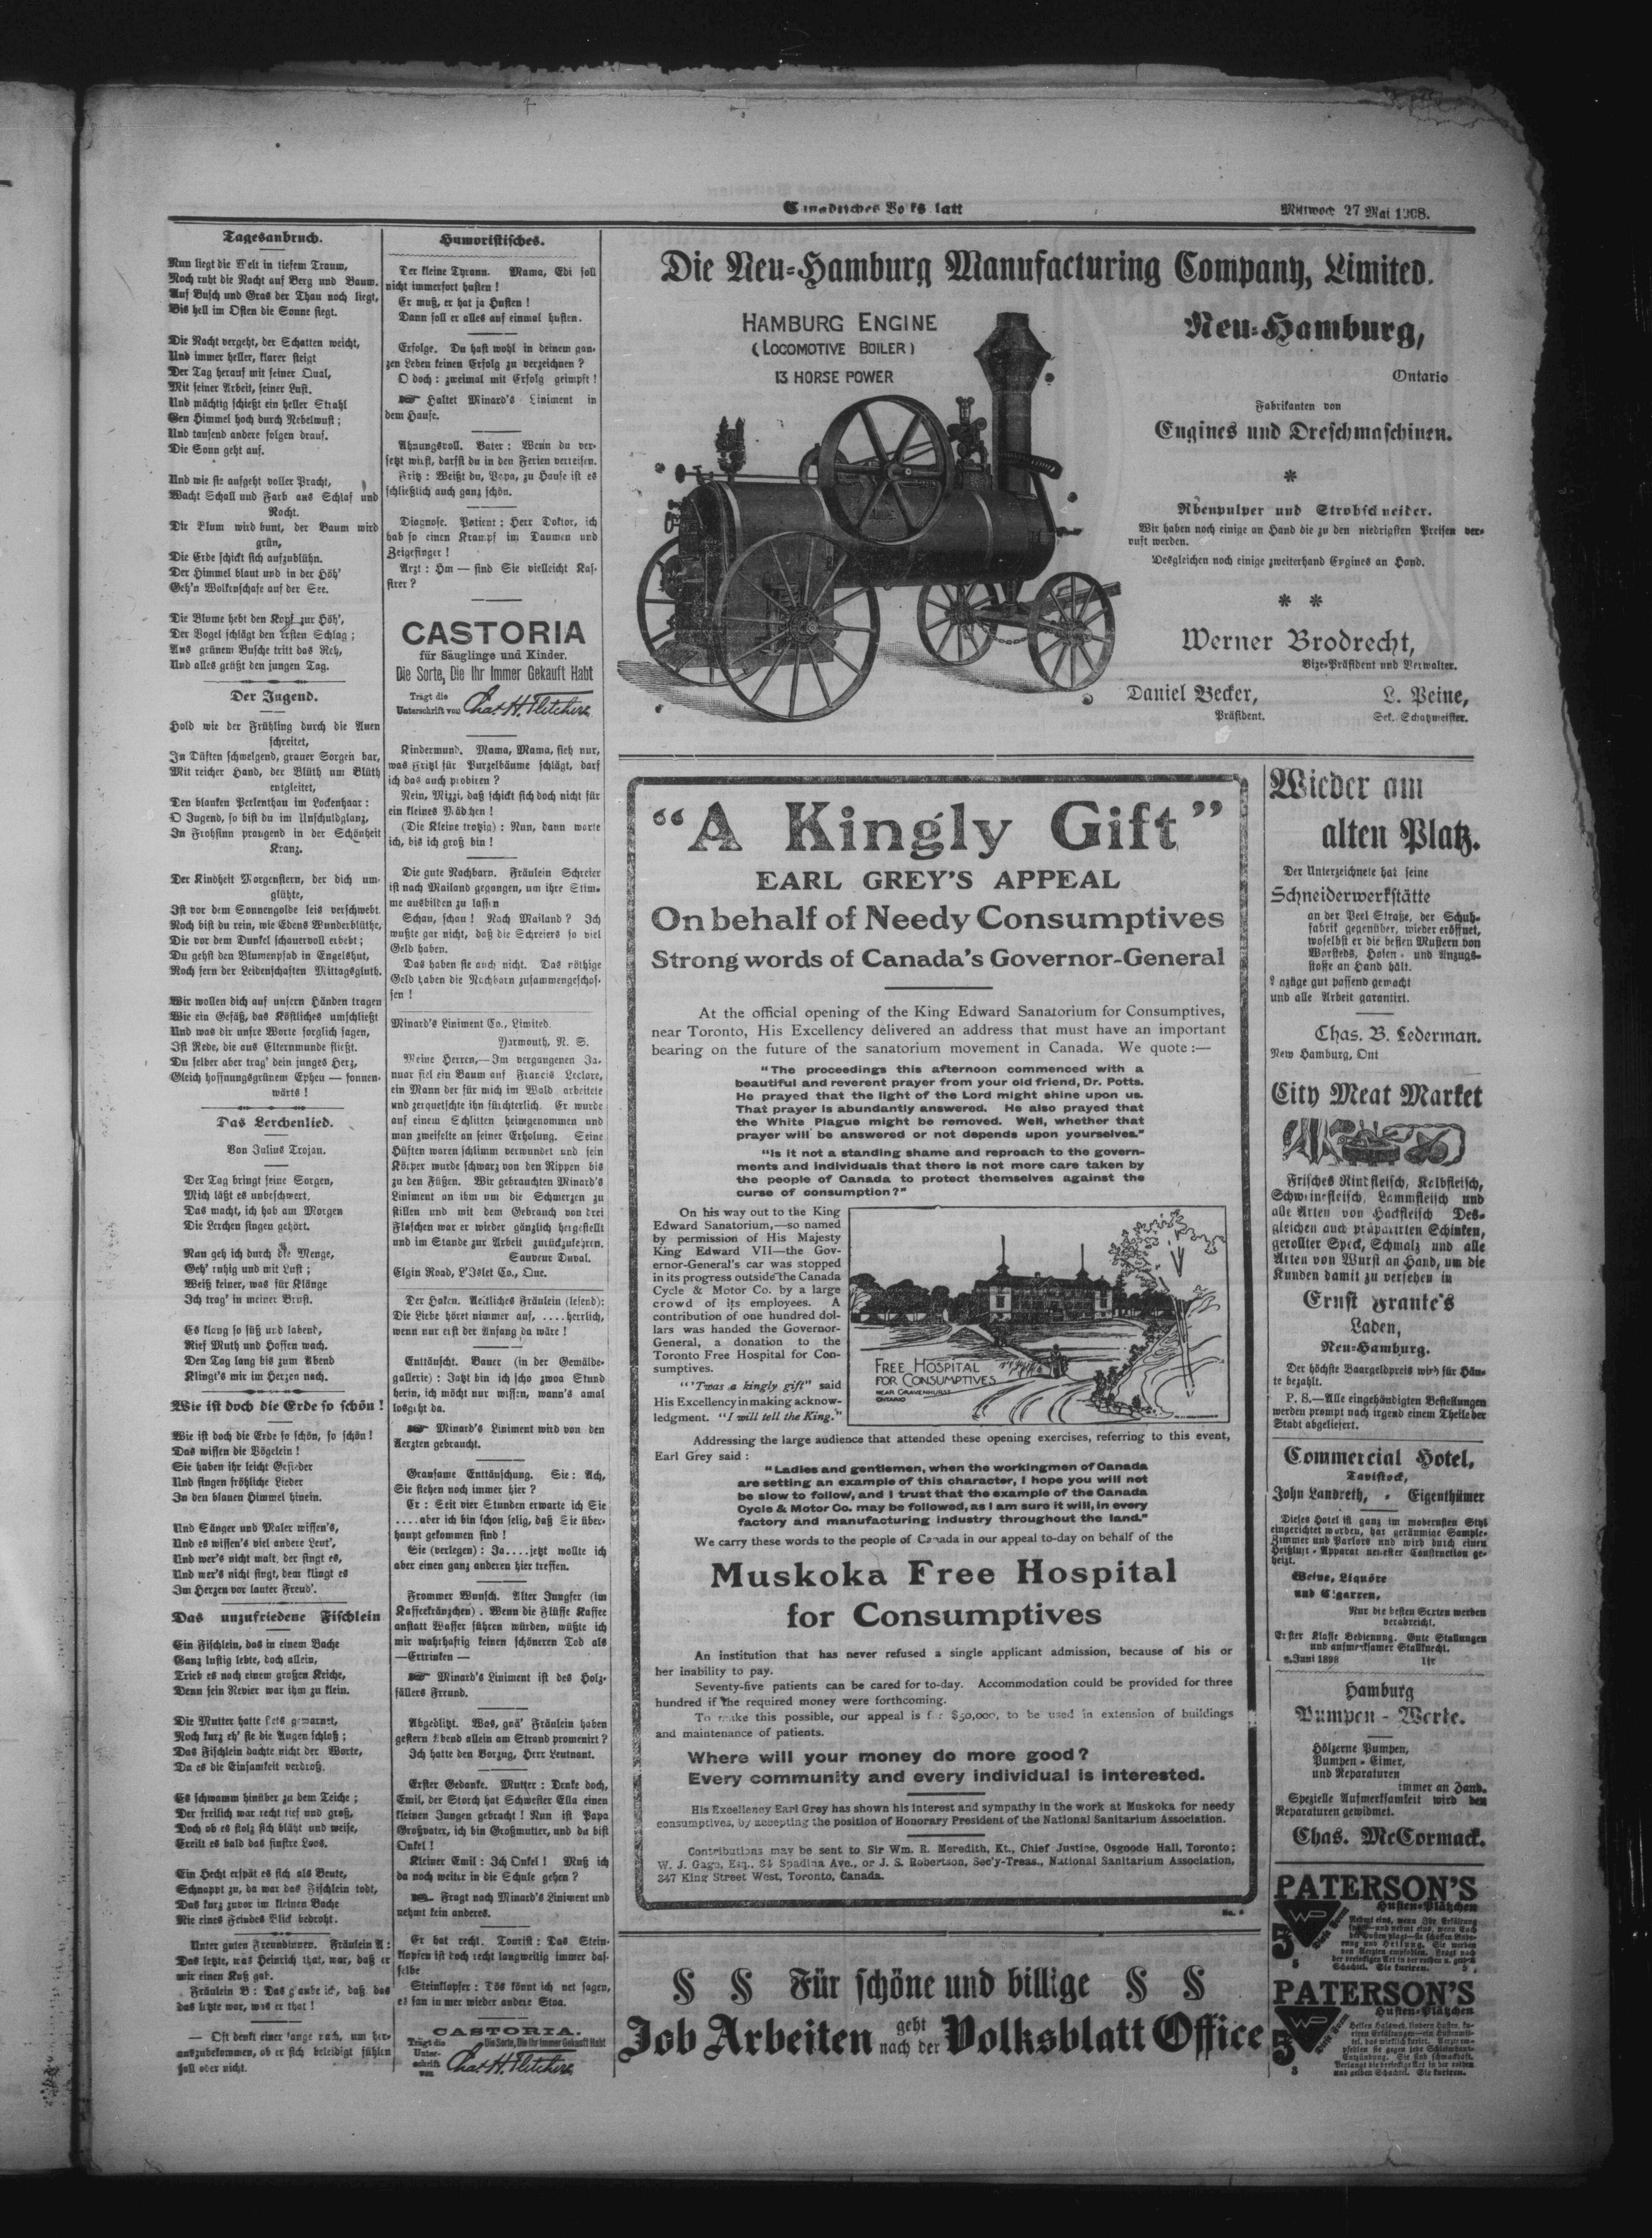 Canadisches Volksblatt
Mittwoch 27 Mai 1908.
Tagesanbruch.
Nun liegt die Welt in tiefem Traum,
Noch ruht die Nacht auf Berg und Baum.
Auf Busch und Gras der Thau noch liegt,
Bis hell im Osten die Sonne siegt.
Die Nacht vergeht, der Schatten weicht,
Und immer heller, klarer steigt
Der Tag herauf mit seiner Qual,
Mit seiner Arbeit, seiner Lust.
Und mächtig schießt ein heller Strahl
Gen Himmel hoch durch Nebelwust;
Und tausend andere folgen drauf.
Die Sonn geht auf.
Und wie sie aufgeht voller Pracht,
Wacht Schall und Farb aus Schlaf und
Nacht.
Die Blum wird bunt, der Baum wird
grün,
Die Erde schickt sich aufzublühn.
Der Himmel blaut und in der Höh'
Geh'n Wolkenschafe auf der See.
Die Blume hebt den Kopf zur Höh',
Der Vogel schlägt den ersten Schlag;
Aus grünem Busche tritt das Reh,
Und alles grüßt den jungen Tag.
Der Jugend.
Hold wie der Frühling durch die Auen
schreitet,
In Düften schwelgend, grauer Sorgen bar,
Mit reicher Hand, der Blüth um Blüth
entgleitet,
Den blanken Perlenthau im Lockenhaar:
O Jugend, so bist du im Unschuldglanz,
In Frohsinn prangend in der Schönheit
Kranz.
Der Kindheit Morgenstern, der dich um-
glühte,
Ist vor dem Sonnengolde leis verschwebt.
Noch bist du rein, wie Edens Wunderblüthe,
Die vor dem Dunkel schauervoll erbebt;
Du gehst den Blumenpfad in Engelshut,
Noch fern der Leidenschaften Mittagsgluth.
Wir wollen dich auf unsern Händen tragen
Wie ein Gefäß, das Köstliches umschließt
Und was dir unsre Worte sorglich sagen,
Ist Rede, die aus Elternmunde fließt.
Du selber aber trag' dein junges Herz,
Gleich hoffnungsgrünem Epheu — sonnen-
wärts!
Das Lerchenlied.
Von Julius Trojan.
Der Tag bringt seine Sorgen,
Mich läßt es unbeschwert,
Das macht, ich hab am Morgen
Die Lerchen singen gehört.
Man geh ich durch die Menge,
Geh' ruhig und mit Lust;
Weiß keiner, was für Klänge
Ich trag' in meiner Brust.
Es klang so süß und labend,
Rief Muth und Hoffen wach.
Den Tag lang bis zum Abend
Klingt's mir im Herzen nach.
Wie ist doch die Erde so schön!
Wie ist doch die Erde so schön, so schön!
Das wissen die Vögelein!
Sie haben ihr leicht Gefieder
Und singen fröhliche Lieder
In den blauen Himmel hinein.
Und Sänger und Maler wissen's,
Und es wissen's viel andere Leut',
Und wer's nicht malt, der singt es,
Und wer's nicht singt, dem klingt es
Im Herzen vor lauter Freud'.
Das unzufriedene Fischlein
Ein Fischlein, das in einem Bache
Ganz lustig lebte, doch allein,
Trieb es nach einem großen Reiche,
Denn sein Revier war ihm zu klein.
Die Mutter hatte stets gewarnt,
Noch kurz eh' sie die Augen schloß;
Das Fischlein dachte nicht der Worte,
Da es die Einsamkeit verdroß.
Es schwamm hinüber zu dem Teiche;
Der freilich war recht tief und groß,
Doch ob es stolz sich bläht und weise,
Ereilt es bald das finstre Loos.
Ein Hecht erspät es sich als Beute,
Schnappt zu, da war das Fischlein todt,
Das kurz zuvor im kleinen Bache
Nie eines Feindes Blick bedroht.
Unter guten Freundinnen. Fräulein A:
Das letzte, was Heinrich that, war, daß er
mir einen Kuß gab.
Fräulein B: Das glaube ich, daß das
das letzte war, was er that!
— Oft denkt einer lange nach, um her-
auszubekommen, ob er sich beleidigt fühlen
soll oder nicht.
Humoristisches.
Der kleine Tyrann. Mama, Edi soll
nicht immerfort husten!
Er muß, er hat ja Husten!
Dann soll er alles auf einmal husten.
Erfolge. Du hast wohl in deinem gan-
zen Leben keinen Erfolg zu verzeichnen?
O doch: zweimal mit Erfolg geimpft!
☛ Haltet Minard's Liniment in
dem Hause.
Ahnungsvoll. Vater: Wenn du ver-
setzt wirst, darfst du in den Ferien verreisen.
Fritz: Weißt du, Papa, zu Hause ist es
schließlich auch ganz schön.
Diagnose. Patient: Herr Doktor, ich
hab so einen Krampf im Daumen und
Zeigefinger!
Arzt: Hm — sind Sie vielleicht Kas-
sirer?
CASTORIA
für Säuglinge und Kinder.
Die Sorte, Die Ihr Immer Gekauft Habt
Trägt die
Unterschrift von Chas. H. Fletcher
Kindermund. Mama, Mama, sieh nur,
was Fritzl für Purzelbäume schlägt, darf
ich das auch probiren?
Nein, Mizzi, daß schickt sich doch nicht für
ein kleines Mädchen!
(Die Kleine trotzig): Nun, dann warte
ich, bis ich groß bin!
Die gute Nachbarn. Fräulein Schreier
ist nach Mailand gegangen, um ihre Stim-
me ausbilden zu lassen
Schau, schau! Nach Mailand? Ich
wußte gar nicht, daß die Schreiers so viel
Geld haben.
Das haben sie auch nicht. Das nöthige
Geld haben die Nachbarn zusammengeschos-
sen!
Minard's Liniment Co., Limited.
Yarmouth, N. S.
Meine Herren,— Im vergangenen Ja-
nuar fiel ein Baum auf Francis Leclare,
ein Mann der für mich im Wald arbeitete
und zerquetschte ihn fürchterlich. Er wurde
auf einem Schlitten heimgenommen und
man zweifelte an seiner Erholung. Seine
Hüften waren schlimm verwundet und sein
Körper wurde schwarz von den Rippen bis
zu den Füßen. Wir gebrauchten Minard's
Liniment an ihm um die Schmerzen zu
stillen und mit dem Gebrauch von drei
Flaschen war er wieder gänzlich hergestellt
und im Stande zur Arbeit zurückzukehren.
Sauveur Duval.
Elgin Road, L'Islet Co., Que.
Der Haken. Aeltliches Fräulein (lesend):
Die Liebe höret nimmer auf, ....herrlich,
wenn nur erst der Anfang da wäre!
Enttäuscht. Bauer (in der Gemälde-
gallerie): Jatzt bin ich scho zwoa Stund
herin, ich möcht nur wissen, wann's amal
losgeht da.
☛ Minard's Liniment wird von den
Aerzten gebraucht.
Grausame Enttäuschung. Sie: Ach,
Sie stehen noch immer hier?
Er: Seit vier Stunden erwarte ich Sie
....aber ich bin schon selig, daß Sie über-
haupt gekommen sind!
Sie (verlegen): Ja....jetzt wollte ich
aber einen ganz anderen hier treffen.
Frommer Wunsch. Alter Jungfer (im
Kaffeekränzchen). Wenn die Flüsse Kaffee
anstatt Wasser führen würden, wüßte ich
mir wahrhaftig keinen schöneren Tod als
—Ertrinken —
☛ Minard's Liniment ist des Holz-
fällers Freund.
Abgeblitzt. Was, gnä' Fräulein haben
gestern Abend allein am Strand promenirt?
Ich hatte den Vorzug, Herr Leutnant.
Erster Gedanke. Mutter: Denke doch,
Emil, der Storch hat Schwester Ella einen
kleinen Jungen gebracht! Nun ist Papa
Großvater, ich bin Großmutter, und da bist
Onkel!
Kleiner Emil: Ich Onkel! Muß ich
da noch weiter in die Schule gehen?
☛ Fragt nach Minard's Liniment und
nehmt kein anderes.
Er hat recht. Tourist: Das Stein-
klopfen ist doch recht langweilig immer das-
selbe
Steinklopfer: Dös könnt ich net sagen,
es san immer wieder andere Stoa.
CASTORIA.
Trägt die Unterschrift von
Die Sorte, Die Ihr Immer Gekauft Habt
Chas. H. Fletcher
Die Neu-Hamburg Manufacturing Company, Limited.
HAMBURG ENGINE
(LOCOMOTIVE BOILER)
13 HORSE POWER
Neu-Hamburg,
Ontario
Fabrikanten von
Engines und Dreschmaschinen.
*
Rübenpulper und Strohschneider.
Wir haben noch einige an Hand die zu den niedrigsten Preisen ver-
kauft werden.
Desgleichen noch einige zweiterhand Engines an Hand.
* *
Werner Brodrecht,
Vize-Präsident und Verwalter.
Daniel Becker,
Präsident.
L. Peine,
Sek. Schatzmeister.
"A Kingly Gift"
EARL GREY'S APPEAL
On behalf of Needy Consumptives
Strong words of Canada's Governor-General
At the official opening of the King Edward Sanatorium for Consumptives,
near Toronto, His Excellency delivered an address that must have an important
bearing on the future of the sanatorium movement in Canada. We quote:—
"The proceedings this afternoon commenced with a
beautiful and reverent prayer from your old friend, Dr. Potts.
He prayed that the light of the Lord might shine upon us.
That prayer is abundantly answered. He also prayed that
the White Plague might be removed. Well, whether that
prayer will be answered or not depends upon yourselves."
"Is it not a standing shame and reproach to the govern-
ments and individuals that there is not more care taken by
the people of Canada to protect themselves against the
curse of consumption?"
On his way out to the King
Edward Sanatorium,—so named
by permission of His Majesty
King Edward VII—the Gov-
ernor-General's car was stopped
in its progress outside the Canada
Cycle & Motor Co. by a large
crowd of its employees. A
contribution of one hundred dol-
lars was handed the Governor-
General, a donation to the
Toronto Free Hospital for Con-
sumptives.
"'Twas a kingly gift" said
His Excellency in making acknow-
ledgment. "I will tell the King."
FREE HOSPITAL
FOR CONSUMPTIVES
NEAR GRAVENHURST
ONTARIO
Addressing the large audience that attended these opening exercises, referring to this event,
Earl Grey said:
"Ladies and gentlemen, when the workingmen of Canada
are setting an example of this character, I hope you will not
be slow to follow, and I trust that the example of the Canada
Cycle & Motor Co. may be followed, as I am sure it will, in every
factory and manufacturing industry throughout the land."
We carry these words to the people of Canada in our appeal to-day on behalf of the
Muskoka Free Hospital
for Consumptives
An institution that has never refused a single applicant admission, because of his or
her inability to pay.
Seventy-five patients can be cared for to-day. Accommodation could be provided for three
hundred if the required money were forthcoming.
To make this possible, our appeal is for $50,000, to be used in extension of buildings
and maintenance of patients.
Where will your money do more good?
Every community and every individual is interested.
His Excellency Earl Grey has shown his interest and sympathy in the work at Muskoka for needy
consumptives, by accepting the position of Honorary President of the National Sanitarium Association.
Contributions may be sent to Sir Wm. R. Meredith, Kt., Chief Justice, Osgoode Hall, Toronto;
W. J. Gage, Esq., 84 Spadina Ave., or J. S. Robertson, Sec'y-Treas., National Sanitarium Association,
347 King Street West, Toronto, Canada.
§ § Für schöne und billige § §
Job Arbeiten geht nach der Volksblatt Office
Wieder am
alten Platz.
Der Unterzeichnete hat seine
Schneiderwerkstätte
an der Peel Straße, der Schuh-
fabrik gegenüber, wieder eröffnet,
woselbst er die besten Mustern von
Worsteds, Hosen- und Anzugs-
stoffe an Hand hält.
Anzüge gut passend gemacht
und alle Arbeit garantirt.
Chas. B. Lederman.
New Hamburg, Ont
City Meat Market
Frisches Rindfleisch, Kalbfleisch,
Schweinefleisch, Lammfleisch und
alle Arten von Hackfleisch Des-
gleichen auch präparirten Schinken,
gerollter Speck, Schmalz und alle
Arten von Wurst an Hand, um die
Kunden damit zu versehen in
Ernst Franke's
Laden,
Neu-Hamburg.
Der höchste Baargeldpreis wird für Häu-
te bezahlt.
P. S.—Alle eingehändigten Bestellungen
werden prompt nach irgend einem Theile der
Stadt abgeliefert.
Commercial Hotel,
Tavistock,
John Landreth, - Eigenthümer
Dieses Hotel ist ganz im modernsten Styl
eingerichtet worden, hat geräumige Sample-
Zimmer und Parlors und wird durch einen
Heißluft-Apparat neuester Construction ge-
heizt.
Weine, Liquöre
und Cigarren,
Nur die besten Sorten werden
verabreicht.
Erster Klasse Bedienung. Gute Stallungen
und aufmerksamer Stallknecht.
Juni 1898
Hamburg
Pumpen-Werke.
Hölzerne Pumpen,
Pumpen-Eimer,
und Reparaturen
immer an Hand.
Spezielle Aufmerksamkeit wird den
Reparaturen gewidmet.
Chas. McCormack.
PATERSON'S
Husten-Plätzchen
WP
5
PATERSON'S
Husten-Plätzchen
WP
5